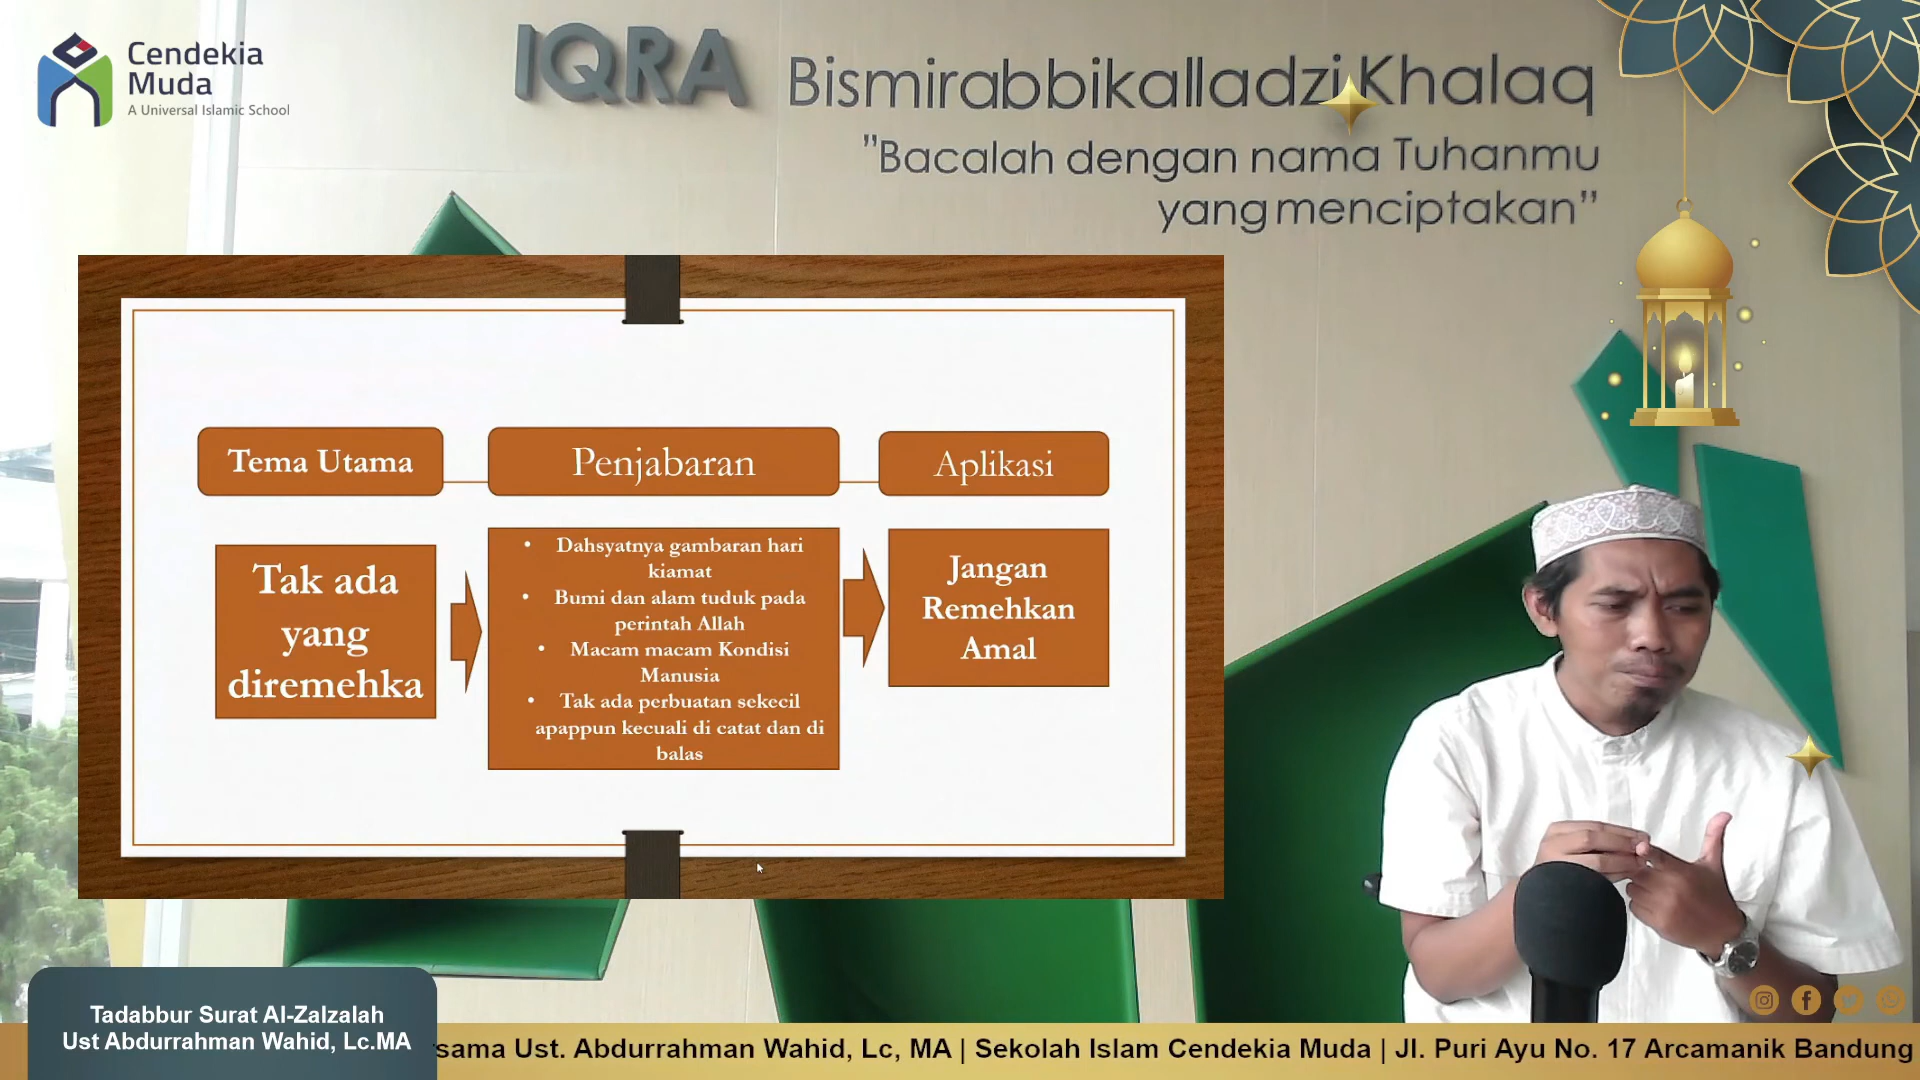 Cendekia
Muda
A Universal Islamic School
IQRA
Bismirabbikalladzi Khalaq
"Bacalah dengan nama Tuhanmu
yang menciptakan"
Tema Utama
Penjabaran
Aplikasi
Tak ada
yang
diremehka
• Dahsyatnya gambaran hari
kiamat
• Bumi dan alam tuduk pada
perintah Allah
• Macam macam Kondisi
Manusia
• Tak ada perbuatan sekecil
apappun kecuali di catat dan di
balas
Jangan
Remehkan
Amal
Tadabbur Surat Al-Zalzalah
Ust Abdurrahman Wahid, Lc.MA
sama Ust. Abdurrahman Wahid, Lc, MA | Sekolah Islam Cendekia Muda | Jl. Puri Ayu No. 17 Arcamanik Bandung